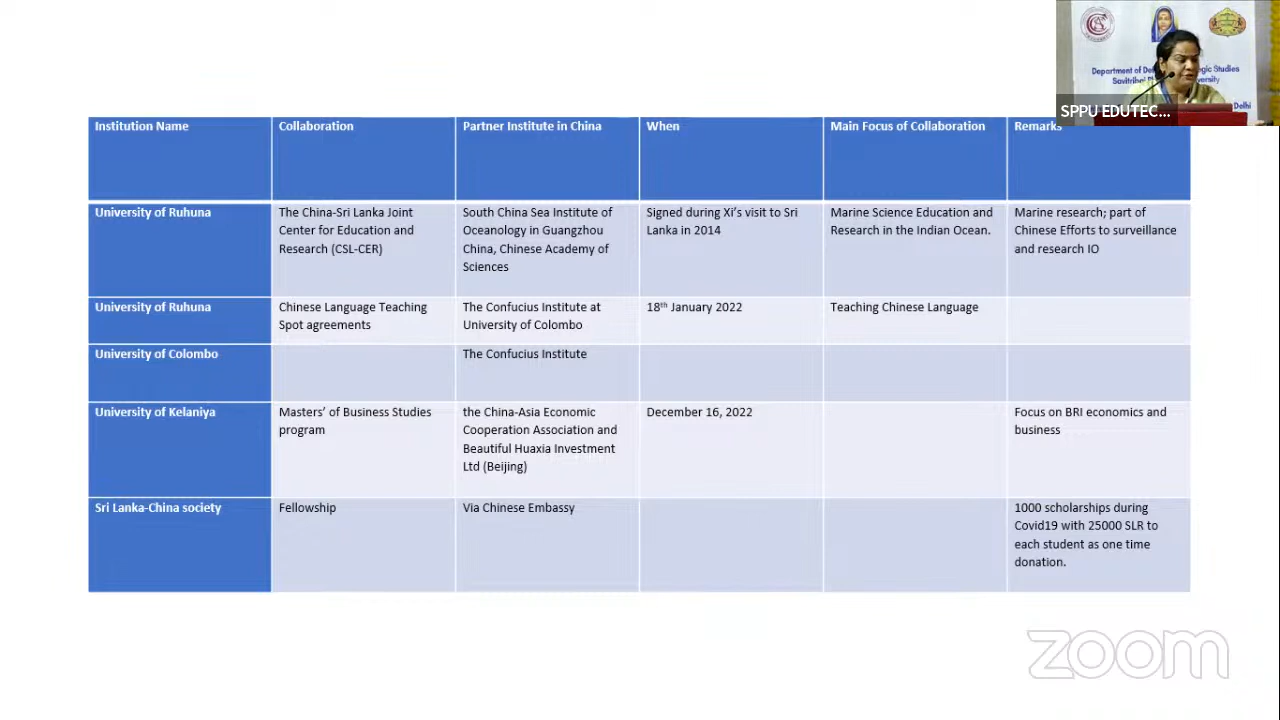 Department of De
gic Studies
Savitribai P
versity
Delhi
SPPU EDUTEC...
Institution Name
Collaboration
Partner Institute in China
When
Main Focus of Collaboration
Remarks
University of Ruhuna
The China-Sri Lanka Joint
Center for Education and
Research (CSL-CER)
South China Sea Institute of
Oceanology in Guangzhou
China, Chinese Academy of
Sciences
Signed during Xi's visit to Sri
Lanka in 2014
Marine Science Education and
Research in the Indian Ocean.
Marine research; part of
Chinese Efforts to surveillance
and research IO
University of Ruhuna
Chinese Language Teaching
Spot agreements
The Confucius Institute at
University of Colombo
18th January 2022
Teaching Chinese Language
University of Colombo
The Confucius Institute
University of Kelaniya
Masters' of Business Studies
program
the China-Asia Economic
Cooperation Association and
Beautiful Huaxia Investment
Ltd (Beijing)
December 16, 2022
Focus on BRI economics and
business
Sri Lanka-China society
Fellowship
Via Chinese Embassy
1000 scholarships during
Covid19 with 25000 SLR to
each student as one time
donation.
zoom